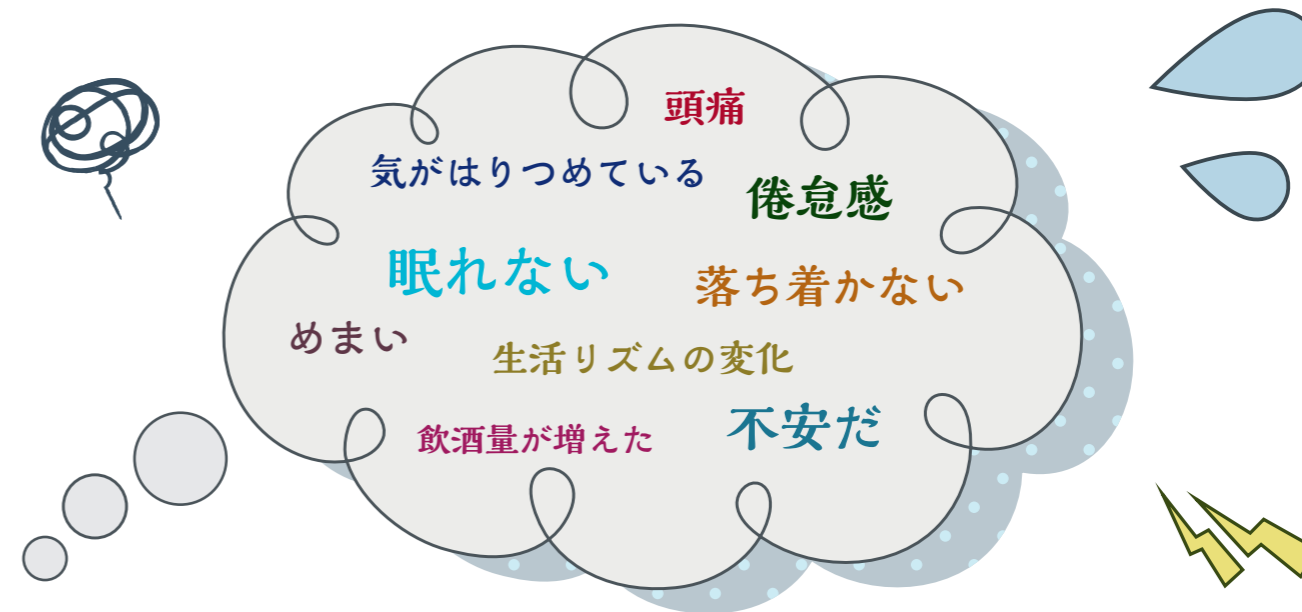 頭痛
気がはりつめている
倦怠感
眠れない
落ち着かない
めまい
生活リズムの変化
飲酒量が増えた
不安だ